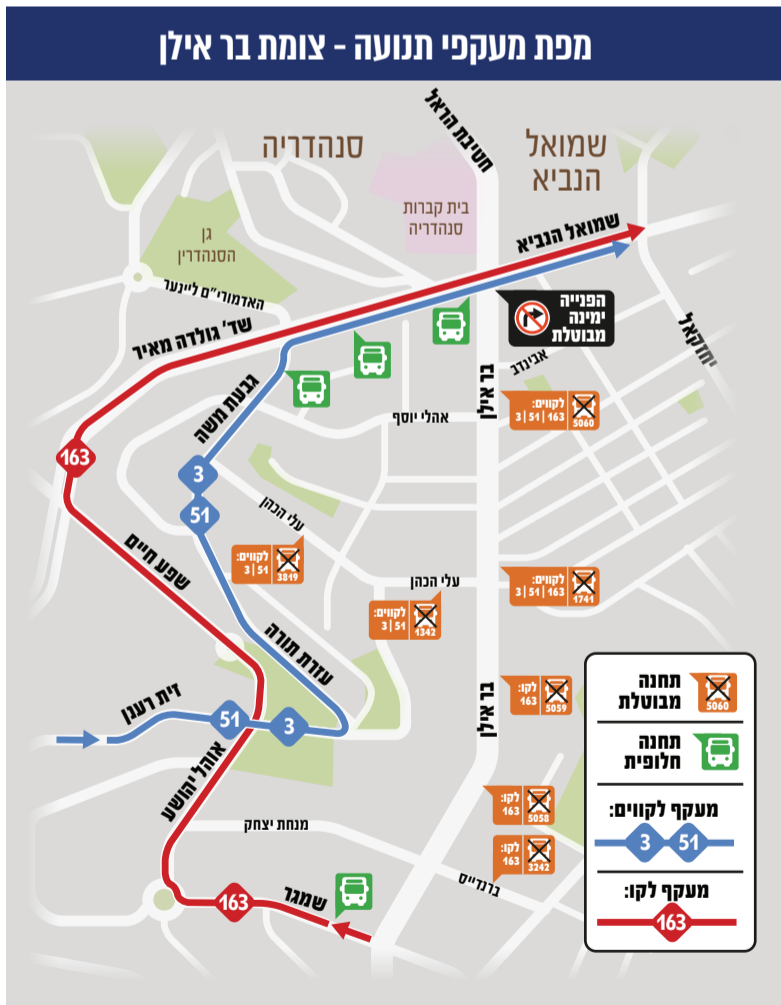 מפת מעקפי תנועה - צומת בר אילן
חטיבת הראל
סנהדריה
שמואל
הנביא
בית קברות
סנהדריה
גן
הסנהדרין
שמואל הנביא
האדמורי״ם ליינער
שד' גולדה מאיר
הפנייה
ימינה
מבוטלת
יחזקאל
אבינדב
גבעת משה
בר אילן
אהלי יוסף
לקווים:
3 | 51 | 163
5060
163
3
51
עלי הכהן
שפע חיים
לקווים:
3 | 51
3819
עלי הכהן
לקווים:
3 | 51 | 163
1741
לקווים:
3 | 51
1342
עזרת תורה
זית רענן
51
3
בר אילן
לקו:
163
5059
אוהל יהושע
מנחת יצחק
לקו:
163
5058
לקו:
163
3242
ברנדייס
שמגר
163
תחנה
מבוטלת
5060
תחנה
חלופית
מעקף לקווים:
3
51
מעקף לקו:
163